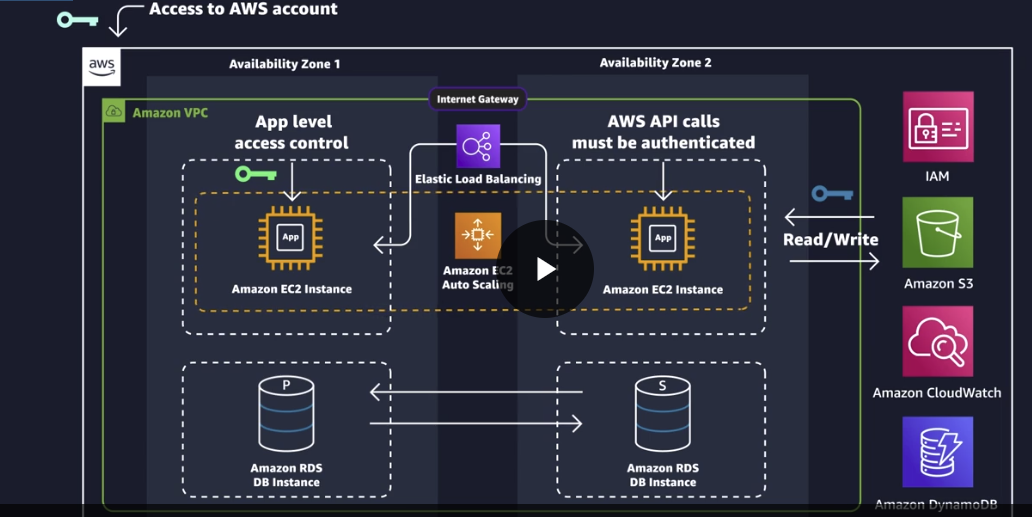 Access to AWS account
aws
Availability Zone 1
Availability Zone 2
Internet Gateway
Amazon VPC
App level
access control
AWS API calls
must be authenticated
Elastic Load Balancing
IAM
App
App
Read/Write
Amazon EC2
Auto Scaling
Amazon EC2 Instance
Amazon EC2 Instance
Amazon S3
P
S
Amazon CloudWatch
Amazon RDS
DB Instance
Amazon RDS
DB Instance
Amazon DynamoDB